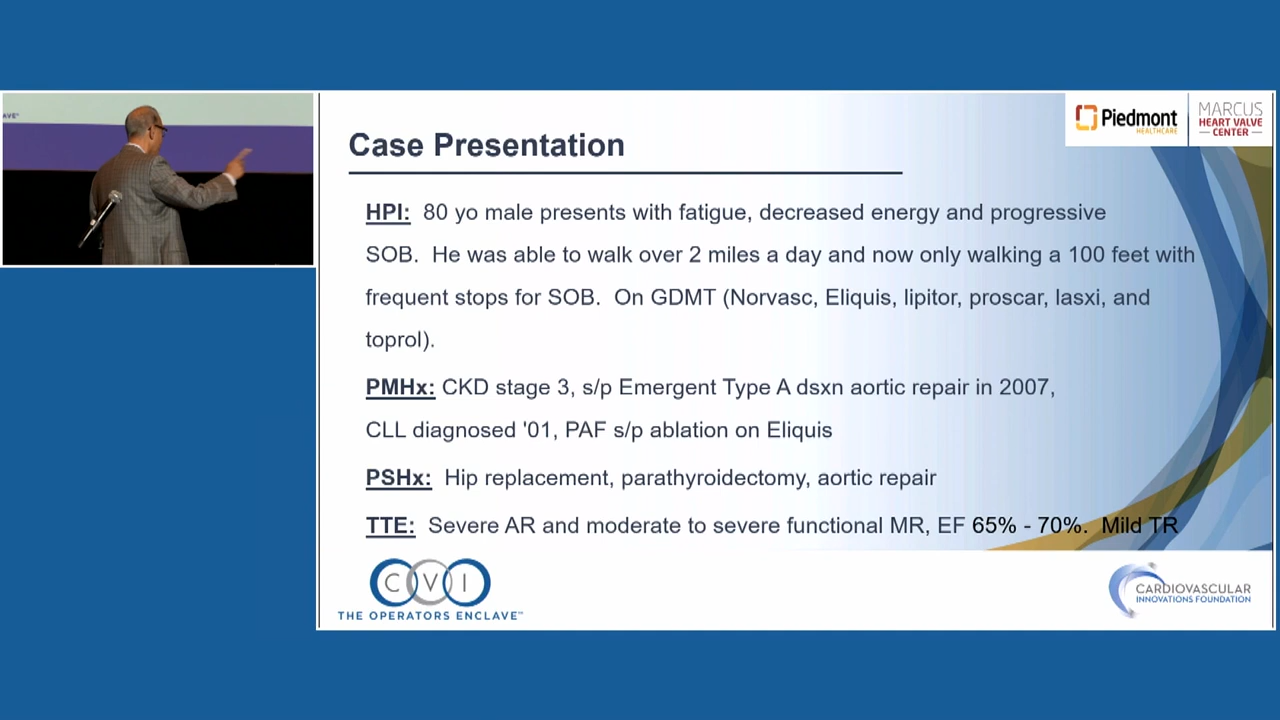 AVE"
Piedmont
HEALTHCARE
MARCUS
HEART VALVE
CENTER
Case Presentation
HPI: 80 yo male presents with fatigue, decreased energy and progressive
SOB. He was able to walk over 2 miles a day and now only walking a 100 feet with
frequent stops for SOB. On GDMT (Norvasc, Eliquis, lipitor, proscar, lasxi, and
toprol).
PMHx: CKD stage 3, s/p Emergent Type A dsxn aortic repair in 2007,
CLL diagnosed '01, PAF s/p ablation on Eliquis
PSHx: Hip replacement, parathyroidectomy, aortic repair
TTE: Severe AR and moderate to severe functional MR, EF 65% - 70%. Mild TR
CVI
THE OPERATORS ENCLAVE™
CARDIOVASCULAR
INNOVATIONS FOUNDATION